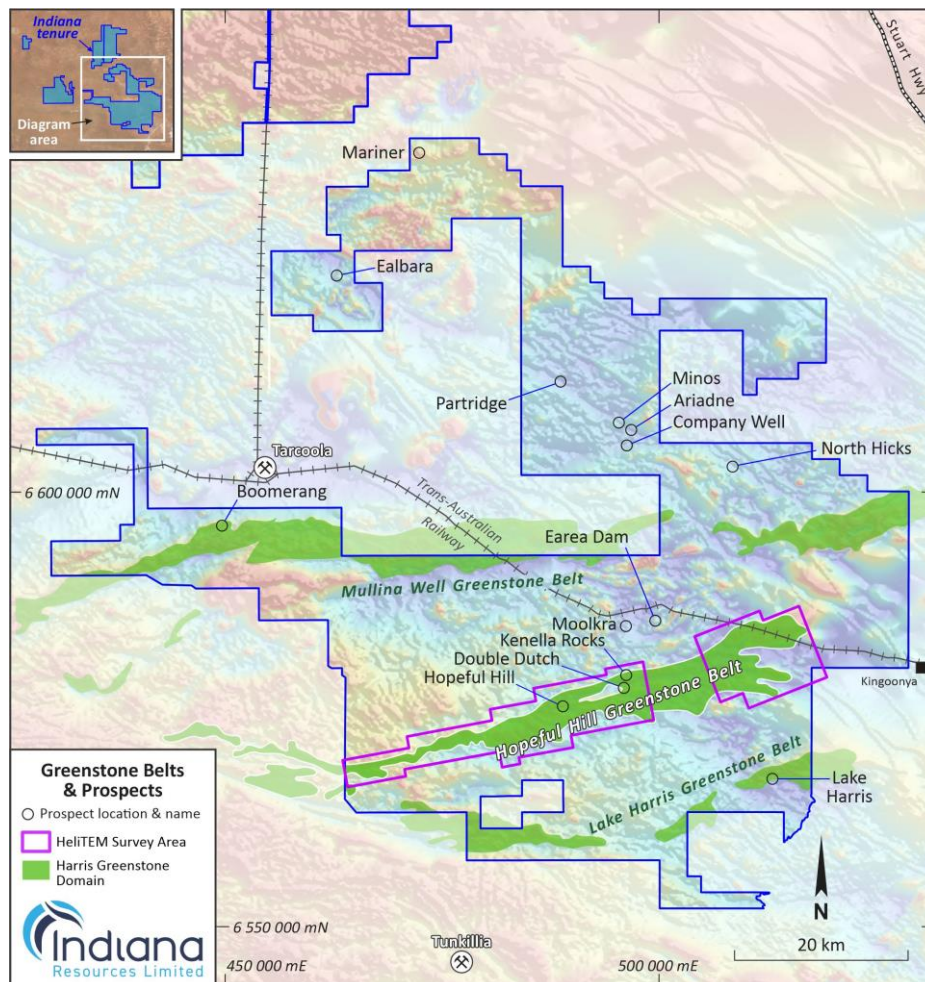 Indiana
tenure
Diagram
area
Stuart Hwy
Mariner
Ealbara
Partridge
Minos
Ariadne
Company Well
North Hicks
Tarcoola
6 600 000 mN
Boomerang
Trans-Australian
Railway
Earea Dam
Mullina Well Greenstone Belt
Moolkra
Kenella Rocks
Double Dutch
Hopeful Hill
Hopeful Hill Greenstone Belt
Kingoonya
Lake Harris Greenstone Belt
Lake
Harris
Greenstone Belts
& Prospects
Prospect location & name
HeliTEM Survey Area
Harris Greenstone
Domain
Indiana
Resources Limited
6 550 000 mN
Tunkillia
450 000 mE
500 000 mE
N
20 km